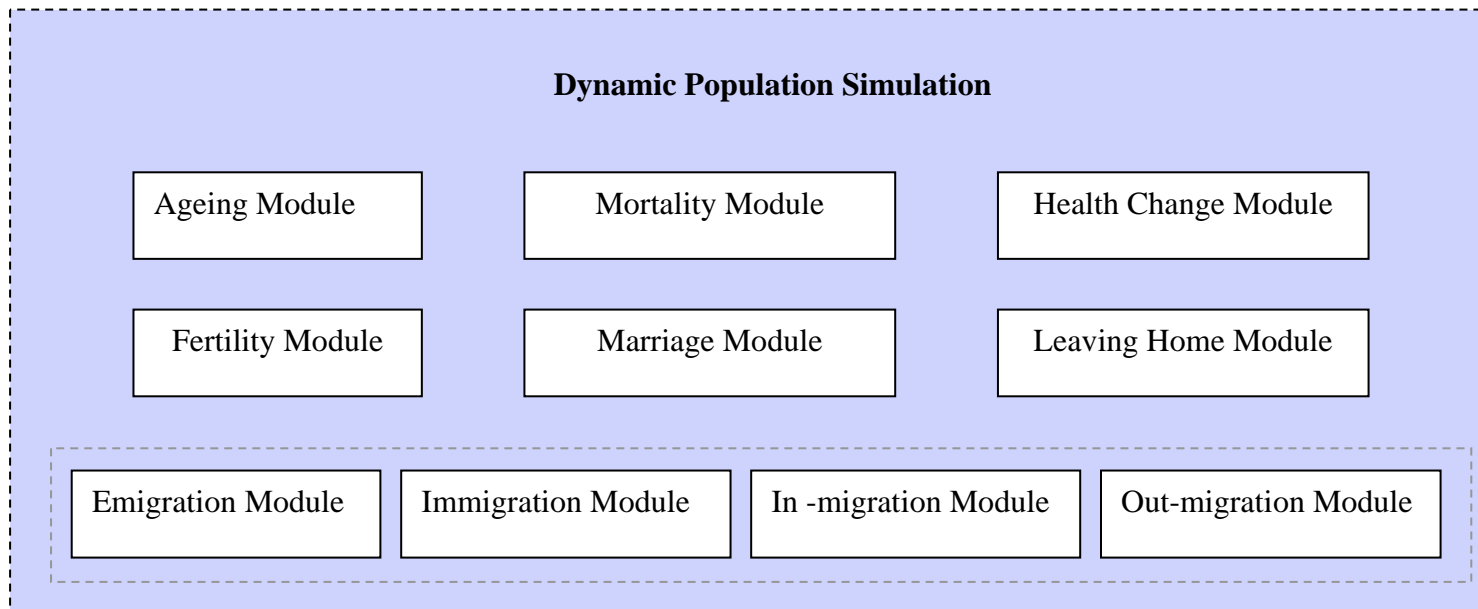 Dynamic Population Simulation
Ageing Module
Mortality Module
Health Change Module
Fertility Module
Marriage Module
Leaving Home Module
Emigration Module
Immigration Module
In -migration Module
Out-migration Module